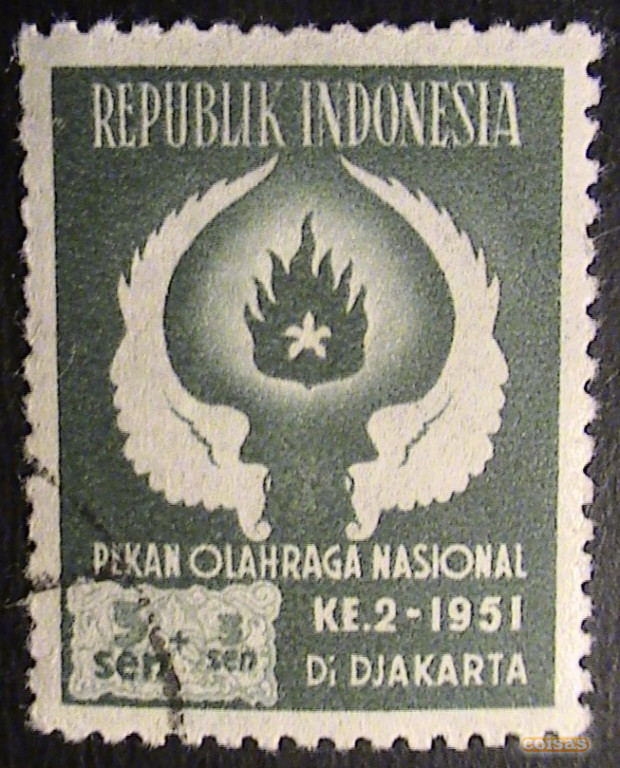 REPUBLIK INDONESIA
PEKAN OLAHRAGA NASIONAL
KE.2-1951
5 + 3
sen sen
Di DJAKARTA
coisas